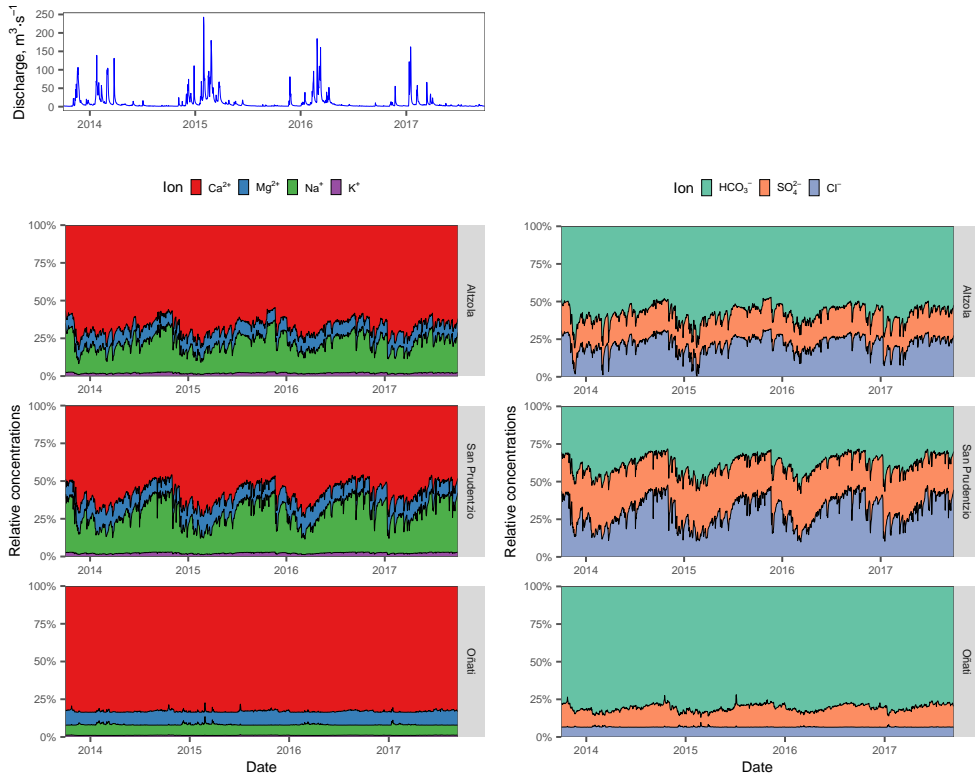 Discharge, m³·s⁻¹
250
200
150
100
50
0
2014 2015 2016 2017
Ion Ca²⁺ Mg²⁺ Na⁺ K⁺
Ion HCO₃⁻ SO₄²⁻ Cl⁻
Relative concentrations
100%
75%
50%
25%
0%
Altzola
2014 2015 2016 2017
100%
75%
50%
25%
0%
San Prudentzio
2014 2015 2016 2017
100%
75%
50%
25%
0%
Oñati
2014 2015 2016 2017
Date
Relative concentrations
100%
75%
50%
25%
0%
Altzola
2014 2015 2016 2017
100%
75%
50%
25%
0%
San Prudentzio
2014 2015 2016 2017
100%
75%
50%
25%
0%
Oñati
2014 2015 2016 2017
Date